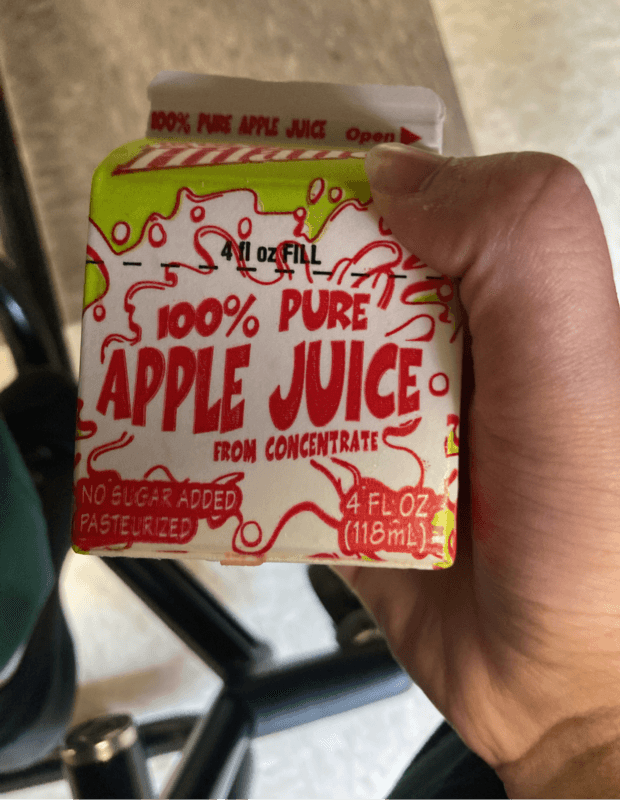 100% PURE APPLE JUICE Open
4 fl oz FILL
100% PURE
APPLE JUICE
FROM CONCENTRATE
NO SUGAR ADDED
PASTEURIZED
4 FL OZ
(118mL)